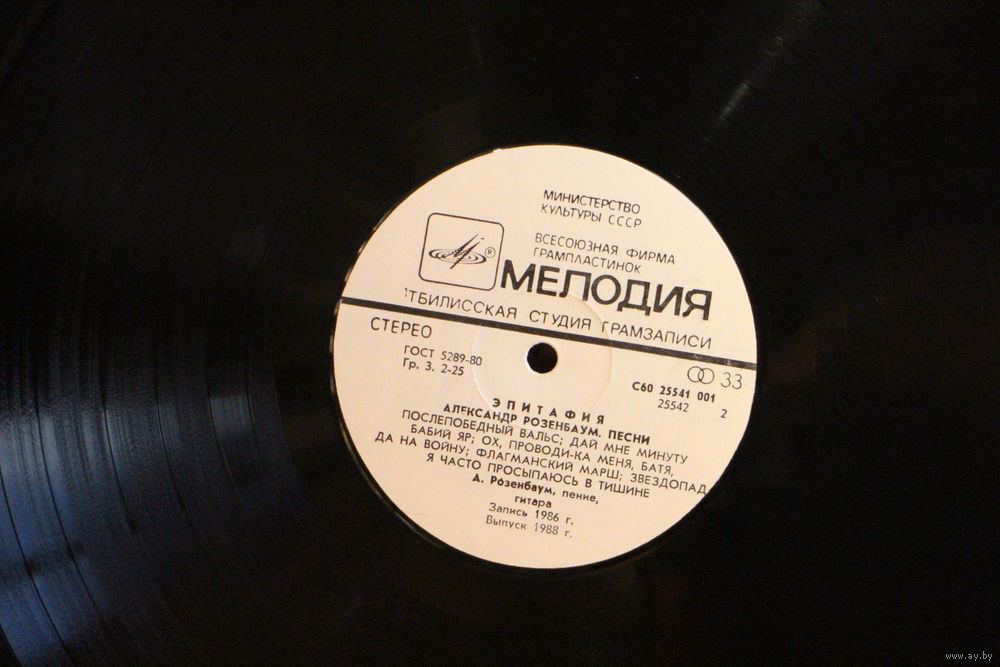 МИНИСТЕРСТВО
КУЛЬТУРЫ СССР
ВСЕСОЮЗНАЯ ФИРМА
ГРАМПЛАСТИНОК
МЕЛОДИЯ
ТБИЛИССКАЯ СТУДИЯ ГРАМЗАПИСИ
СТЕРЕО
33
ГОСТ 5289-80
Гр. 3. 2-25
С60 25541 001
25542 2
ЭПИТАФИЯ
АЛЕКСАНДР РОЗЕНБАУМ. ПЕСНИ
ПОСЛЕПОБЕДНЫЙ ВАЛЬС; ДАЙ МНЕ МИНУТУ
БАБИЙ ЯР; ОХ, ПРОВОДИ-КА МЕНЯ, БАТЯ,
ДА НА ВОЙНУ; ФЛАГМАНСКИЙ МАРШ; ЗВЕЗДОПАД,
Я ЧАСТО ПРОСЫПАЮСЬ В ТИШИНЕ
А. Розенбаум, пение,
гитара
Запись 1986 г.
Выпуск 1988 г.
www.ay.by